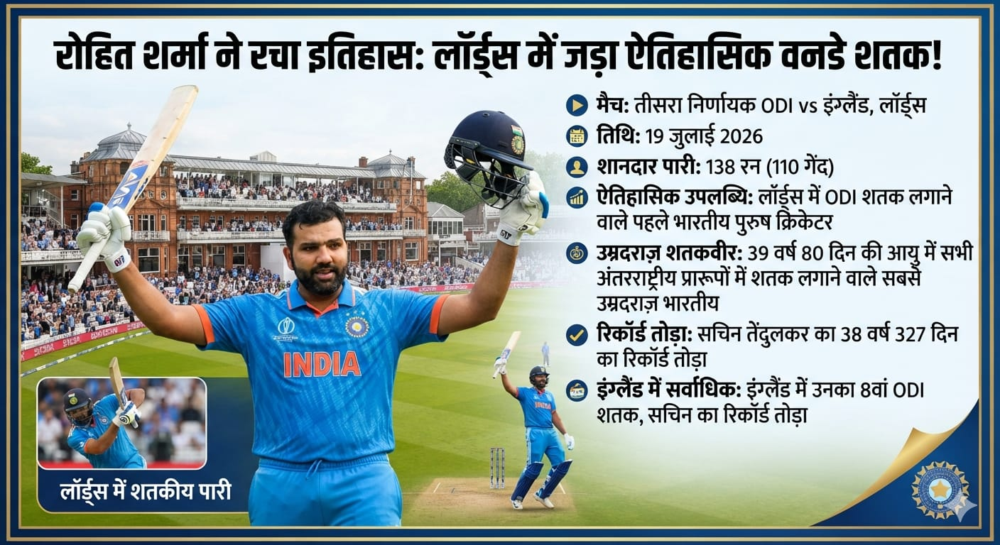 रोहित शर्मा ने रचा इतिहास: लॉर्ड्स में जड़ा ऐतिहासिक वनडे शतक!
मैच: तीसरा निर्णायक ODI vs इंग्लैंड, लॉर्ड्स
तिथि: 19 जुलाई 2026
शानदार पारी: 138 रन (110 गेंद)
ऐतिहासिक उपलब्धि: लॉर्ड्स में ODI शतक लगाने
वाले पहले भारतीय पुरुष क्रिकेटर
उम्रदराज़ शतकवीर: 39 वर्ष 80 दिन की आयु में सभी
अंतरराष्ट्रीय प्रारूपों में शतक लगाने वाले सबसे
उम्रदराज़ भारतीय
रिकॉर्ड तोड़ा: सचिन तेंदुलकर का 38 वर्ष 327 दिन
का रिकॉर्ड तोड़ा
इंग्लैंड में सर्वाधिक: इंग्लैंड में उनका 8वां ODI
शतक, सचिन का रिकॉर्ड तोड़ा
INDIA
INDIA
लॉर्ड्स में शतकीय पारी